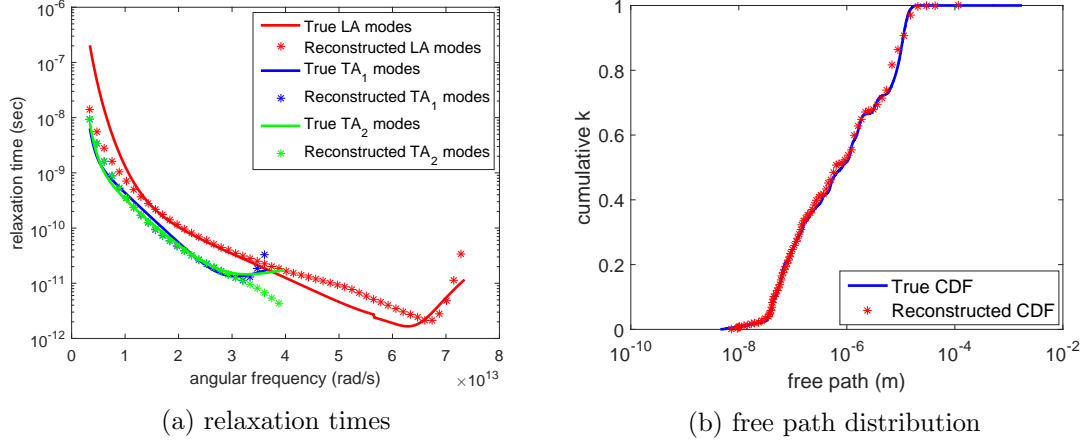 10^-6
10^-7
10^-8
10^-9
10^-10
10^-11
10^-12
relaxation time (sec)
0 1 2 3 4 5 6 7 8
angular frequency (rad/s)
×10^13
True LA modes
Reconstructed LA modes
True TA_1 modes
Reconstructed TA_1 modes
True TA_2 modes
Reconstructed TA_2 modes
(a) relaxation times
1
0.8
0.6
0.4
0.2
0
cumulative k
10^-10 10^-8 10^-6 10^-4 10^-2
free path (m)
True CDF
Reconstructed CDF
(b) free path distribution